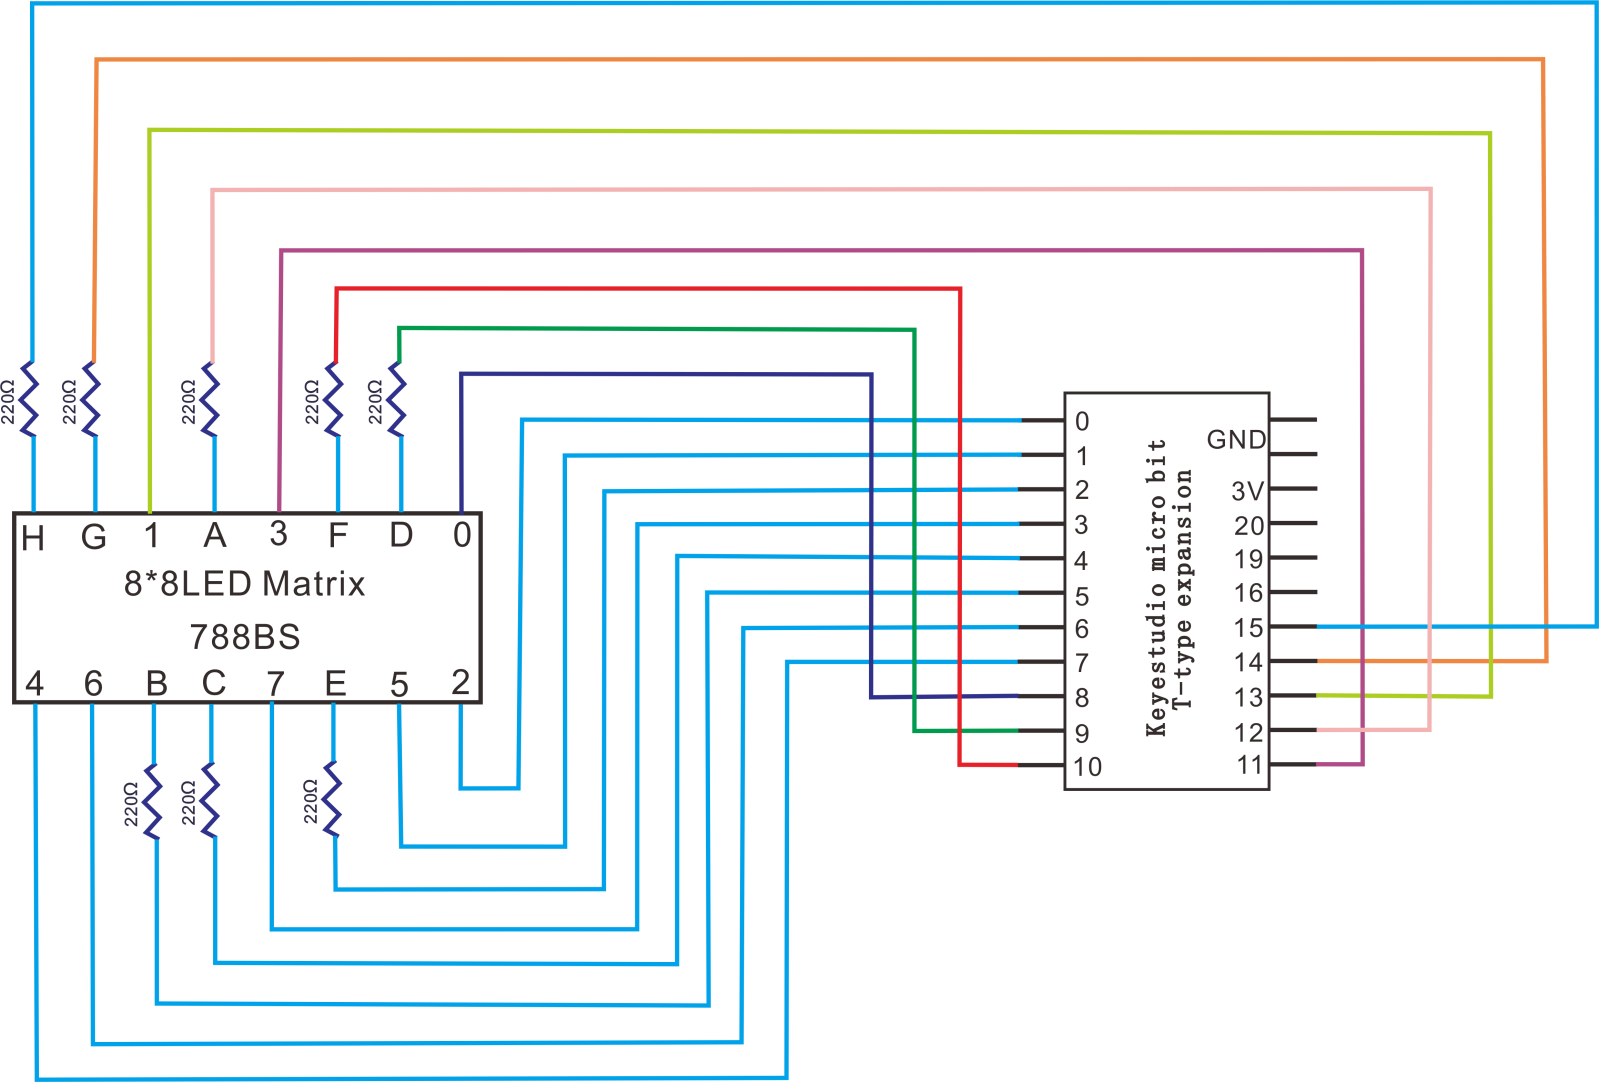 220Ω 220Ω 220Ω 220Ω 220Ω
H G 1 A 3 F D 0
8*8LED Matrix
788BS
4 6 B C 7 E 5 2
220Ω 220Ω 220Ω
0
1
2
3
4
5
6
7
8
9
10
Keyestudio micro bit
T-type expansion
GND
3V
20
19
16
15
14
13
12
11